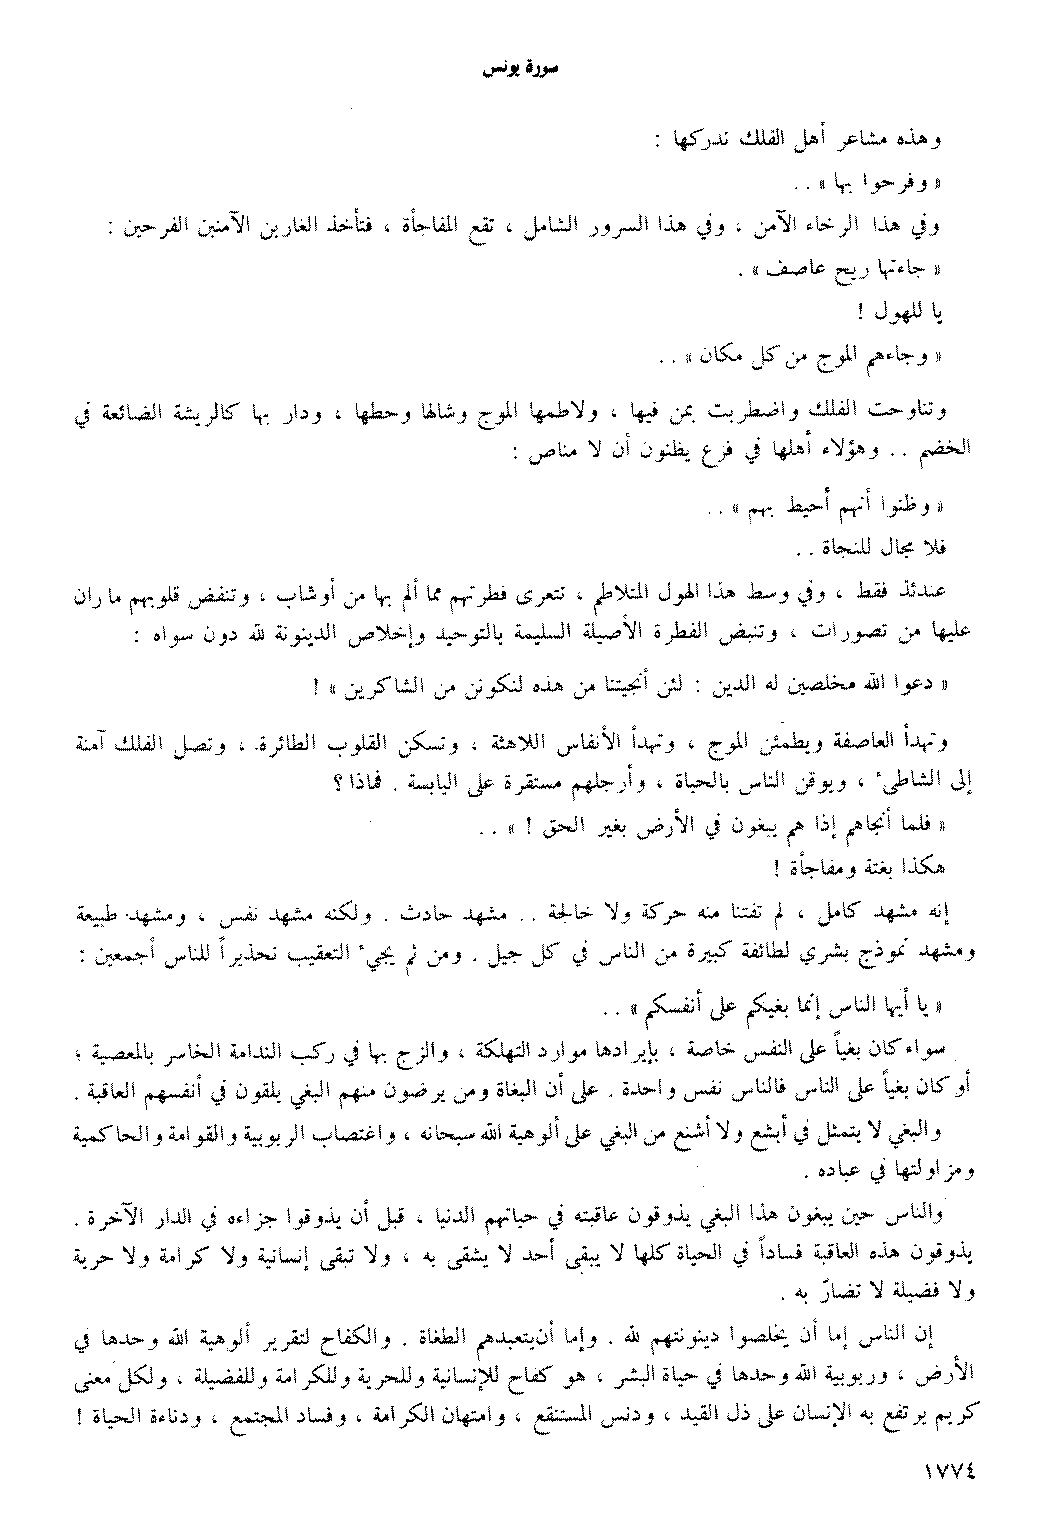 سورة يونس
وهذه مشاعر أهل الفلك ندركها :
« وفرحوا بها » . .
وفي هذا الرخاء الآمن ، وفي هذا السرور الشامل ، تقع المفاجأة ، فتأخذ الغارين الآمنين الفرحين :
« جاءتها ريح عاصف » .
يا للهول !
« وجاءهم الموج من كل مكان » . .
وتناوحت الفلك واضطربت بمن فيها ، ولاطمها الموج وشالها وحطها ، ودار بها كالريشة الضائعة في
الخضم . . وهؤلاء أهلها في فزع يظنون أن لا مناص :
« وظنوا أنهم أحيط بهم » . .
فلا مجال للنجاة . .
عندئذ فقط ، وفي وسط هذا الهول المتلاطم ، تتعرى فطرتهم مما ألم بها من أوشاب ، وتنفض قلوبهم ما ران
عليها من تصورات ، وتنبض الفطرة الأصيلة السليمة بالتوحيد وإخلاص الدينونة لله دون سواه :
« دعوا الله مخلصين له الدين : لئن أنجيتنا من هذه لنكونن من الشاكرين » !
وتهدأ العاصفة ويطمئن الموج ، وتهدأ الأنفاس اللاهثة ، وتسكن القلوب الطائرة ، وتصل الفلك آمنة
إلى الشاطئ ، ويوقن الناس بالحياة ، وأرجلهم مستقرة على اليابسة . فماذا ؟
« فلما أنجاهم إذا هم يبغون في الأرض بغير الحق ! » . .
هكذا بغتة ومفاجأة !
إنه مشهد كامل ، لم تفتنا منه حركة ولا خالجة . . مشهد حادث . ولكنه مشهد نفس ، ومشهد طبيعة
ومشهد نموذج بشري لطائفة كبيرة من الناس في كل جيل . ومن ثم يجيء التعقيب تحذيراً للناس أجمعين :
« يا أيها الناس إنما بغيكم على أنفسكم » . .
سواء كان بغياً على النفس خاصة ، بإيرادها موارد التهلكة ، والزج بها في ركب الندامة الخاسر بالمعصية ؛
أو كان بغياً على الناس فالناس نفس واحدة . على أن البغاة ومن يرضون منهم البغي يلقون في أنفسهم العاقبة .
والبغي لا يتمثل في أبشع ولا أشنع من البغي على ألوهية الله سبحانه ، واغتصاب الربوبية والقوامة والحاكمية
ومزاولتها في عباده .
والناس حين يبغون هذا البغي يذوقون عاقبته في حياتهم الدنيا ، قبل أن يذوقوا جزاءه في الدار الآخرة .
يذوقون هذه العاقبة فساداً في الحياة كلها لا يبقى أحد لا يشقى به ، ولا تبقى إنسانية ولا كرامة ولا حرية
ولا فضيلة لا تضارّ به .
إن الناس إما أن يخلصوا دينونتهم لله . وإما أن يتعبدهم الطغاة . والكفاح لتقرير ألوهية الله وحدها في
الأرض ، وربوبية الله وحدها في حياة البشر ، هو كفاح للإنسانية وللحرية وللكرامة وللفضيلة ، ولكل معنى
كريم يرتفع به الإنسان على ذل القيد ، ودنس المستنقع ، وامتهان الكرامة ، وفساد المجتمع ، ودناءة الحياة !
١٧٧٤